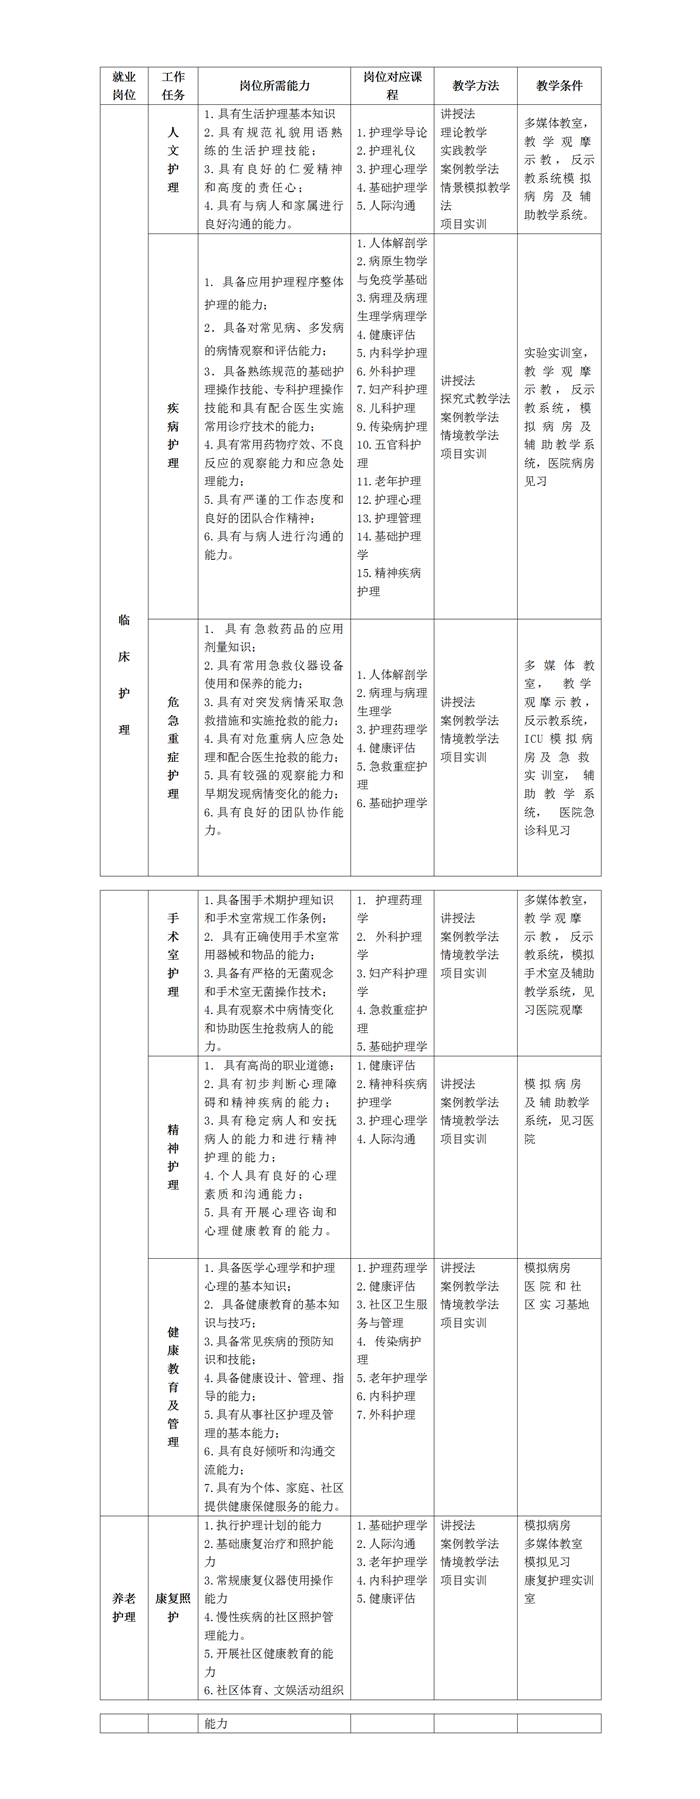 就业
岗位
工作
任务
岗位所需能力
岗位对应课
程
教学方法
教学条件
临
床
护
理
人
文
护
理
1.具有生活护理基本知识
2.具有规范礼貌用语熟
练的生活护理技能；
3.具有良好的仁爱精神
和高度的责任心；
4.具有与病人和家属进行
良好沟通的能力。
1.护理学导论
2.护理礼仪
3.护理心理学
4.基础护理学
5.人际沟通
讲授法
理论教学
实践教学
案例教学法
情景模拟教学
法
项目实训
多媒体教室，
教学观摩
示教，反示
教系统模拟
病房及辅
助教学系统。
疾
病
护
理
1. 具备应用护理程序整体
护理的能力；
2．具备对常见病、多发病
的病情观察和评估能力；
3．具备熟练规范的基础护
理操作技能、专科护理操作
技能和具有配合医生实施
常用诊疗技术的能力；
4.具有常用药物疗效、不良
反应的观察能力和应急处
理能力；
5.具有严谨的工作态度和
良好的团队合作精神；
6.具有与病人进行沟通的
能力。
1.人体解剖学
2.病原生物学
与免疫学基础
3.病理及病理
生理学病理学
4.健康评估
5.内科学护理
6.外科护理
7.妇产科护理
8.儿科护理
9.传染病护理
10.五官科护
理
11.老年护理
12.护理心理
13.护理管理
14.基础护理
学
15.精神疾病
护理
讲授法
探究式教学法
案例教学法
情境教学法
项目实训
实验实训室，
教学观摩
示教，反示
教系统，模
拟病房及
辅助教学系
统，医院病房
见习
危
急
重
症
护
理
1. 具有急救药品的应用
剂量知识；
2.具有常用急救仪器设备
使用和保养的能力；
3.具有对突发病情采取急
救措施和实施抢救的能力；
4.具有对危重病人应急处
理和配合医生抢救的能力；
5.具有较强的观察能力和
早期发现病情变化的能力；
6.具有良好的团队协作能
力。
1.人体解剖学
2.病理与病理
生理学
3.护理药理学
4.健康评估
5.急救重症护
理
6.基础护理学
讲授法
案例教学法
情境教学法
项目实训
多媒体教
室，教学
观摩示教，
反示教系统，
ICU模拟病
房及急救
实训室，辅
助教学系
统，医院急
诊科见习
手
术
室
护
理
1.具备围手术期护理知识
和手术室常规工作条例；
2. 具有正确使用手术室常
用器械和物品的能力；
3.具备有严格的无菌观念
和手术室无菌操作技术；
4.具有观察术中病情变化
和协助医生抢救病人的能
力。
1. 护理药理
学
2. 外科护理
学
3.妇产科护理
学
4.急救重症护
理
5.基础护理学
讲授法
案例教学法
情境教学法
项目实训
多媒体教室，
教学观摩
示教，反示
教系统，模拟
手术室及辅助
教学系统，见
习医院观摩
精
神
护
理
1. 具有高尚的职业道德；
2.具有初步判断心理障
碍和精神疾病的能力；
3.具有稳定病人和安抚
病人的能力和进行精神
护理的能力；
4.个人具有良好的心理
素质和沟通能力；
5.具有开展心理咨询和
心理健康教育的能力。
1.健康评估
2.精神科疾病
护理学
3.护理心理学
4.人际沟通
讲授法
案例教学法
情境教学法
项目实训
模拟病房
及辅助教学
系统，见习医
院
健
康
教
育
及
管
理
1.具备医学心理学和护理
心理的基本知识；
2. 具备健康教育的基本知
识与技巧；
3.具备常见疾病的预防知
识和技能；
4.具备健康设计、管理、指
导的能力；
5.具有从事社区护理及管
理的基本能力；
6.具有良好倾听和沟通交
流能力；
7.具有为个体、家庭、社区
提供健康保健服务的能力。
1.护理药理学
2.健康评估
3.社区卫生服
务与管理
4. 传染病护
理
5.老年护理学
6.内科护理
7.外科护理
讲授法
案例教学法
情境教学法
项目实训
模拟病房
医院和社
区实习基地
养老
护理
康复照
护
1.执行护理计划的能力
2.基础康复治疗和照护能
力
3.常规康复仪器使用操作
能力
4.慢性疾病的社区照护管
理能力。
5.开展社区健康教育的能
力
6.社区体育、文娱活动组织
能力
1.基础护理学
2.人际沟通
3.老年护理学
4.内科护理学
5.健康评估
讲授法
案例教学法
情境教学法
项目实训
模拟病房
多媒体教室
模拟见习
康复护理实训
室